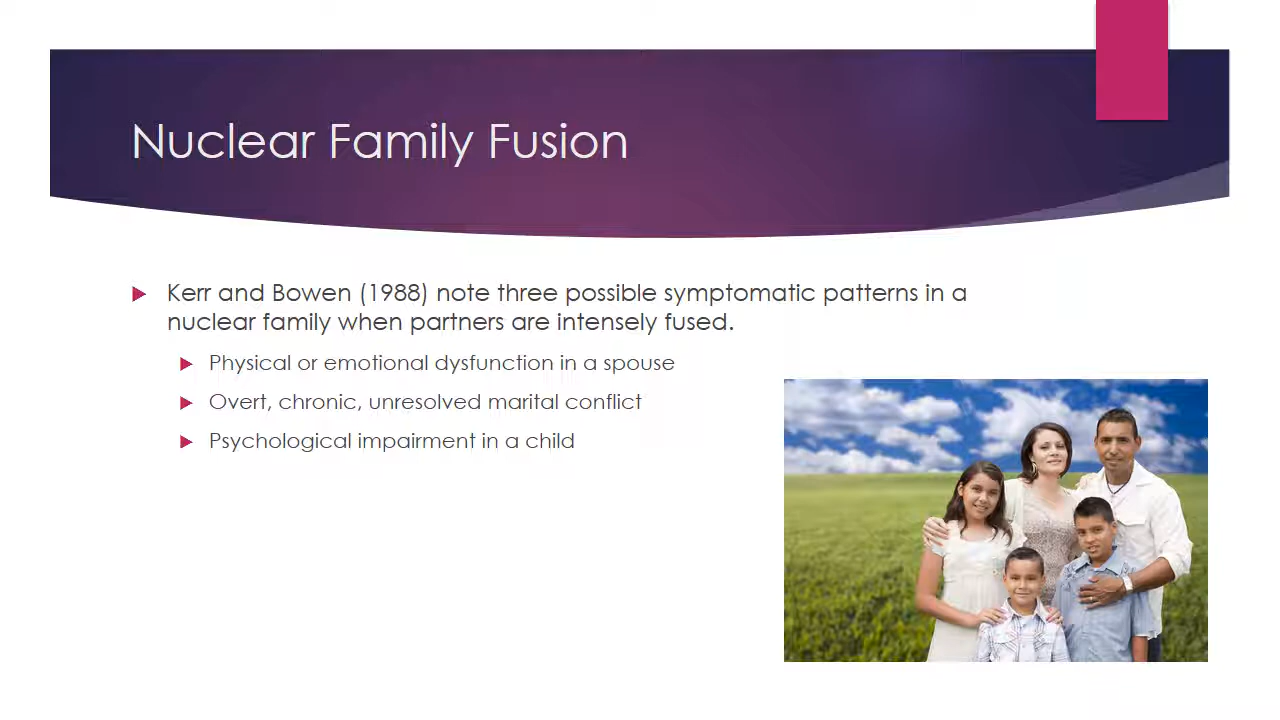 Nuclear Family Fusion
Kerr and Bowen (1988) note three possible symptomatic patterns in a
nuclear family when partners are intensely fused.
Physical or emotional dysfunction in a spouse
Overt, chronic, unresolved marital conflict
Psychological impairment in a child